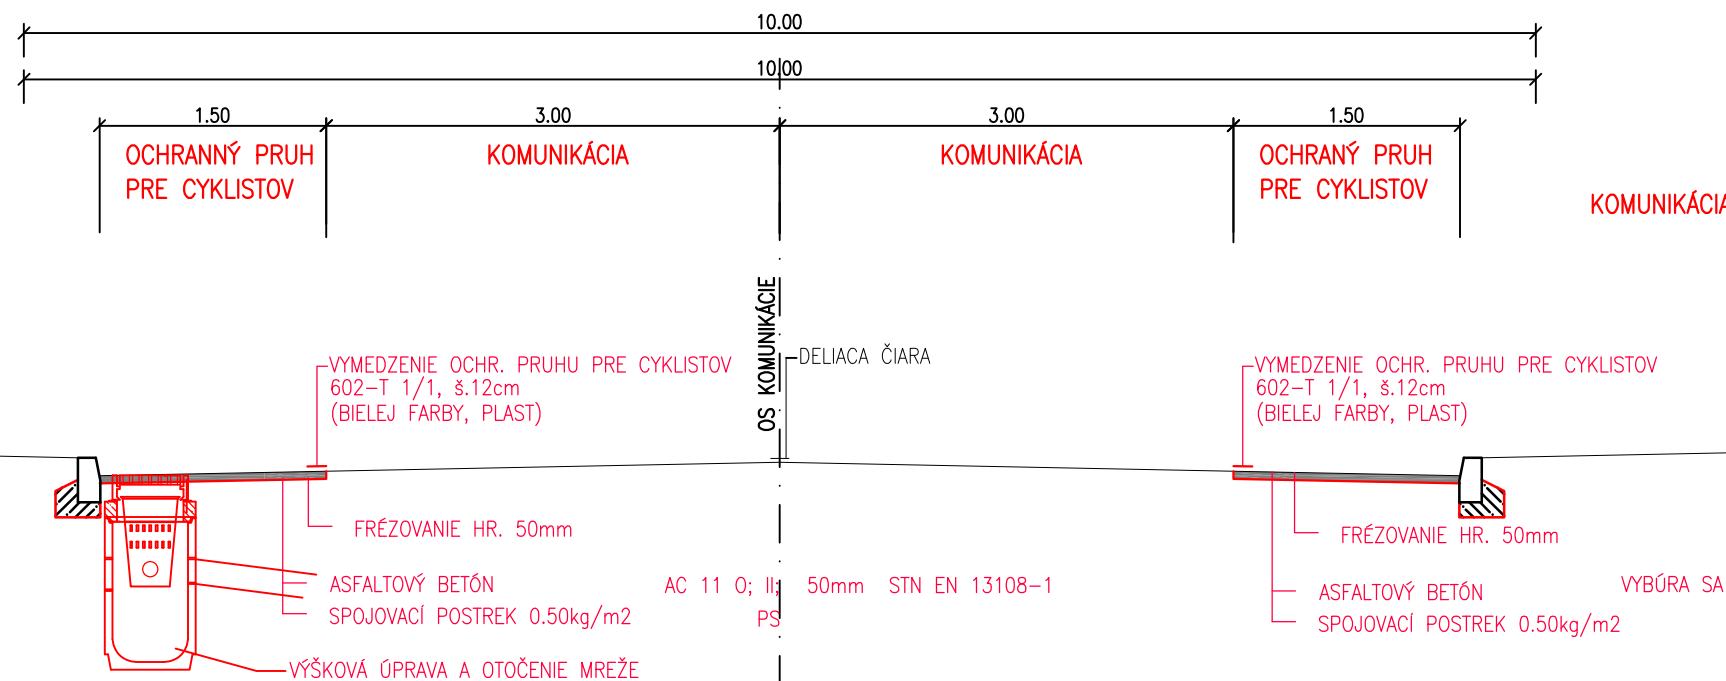 10.00
10.00
1.50
3.00
3.00
1.50
OCHRANNÝ PRUH
PRE CYKLISTOV
KOMUNIKÁCIA
KOMUNIKÁCIA
OCHRANÝ PRUH
PRE CYKLISTOV
KOMUNIKÁCIA
OS KOMUNIKÁCIE
DELIACA ČIARA
VYMEDZENIE OCHR. PRUHU PRE CYKLISTOV
602-T 1/1, š.12cm
(BIELEJ FARBY, PLAST)
VYMEDZENIE OCHR. PRUHU PRE CYKLISTOV
602-T 1/1, š.12cm
(BIELEJ FARBY, PLAST)
FRÉZOVANIE HR. 50mm
ASFALTOVÝ BETÓN AC 11 O; II; 50mm STN EN 13108-1
SPOJOVACÍ POSTREK 0.50kg/m2 PS
VÝŠKOVÁ ÚPRAVA A OTOČENIE MREŽE
FRÉZOVANIE HR. 50mm
ASFALTOVÝ BETÓN
SPOJOVACÍ POSTREK 0.50kg/m2
VYBÚRA SA